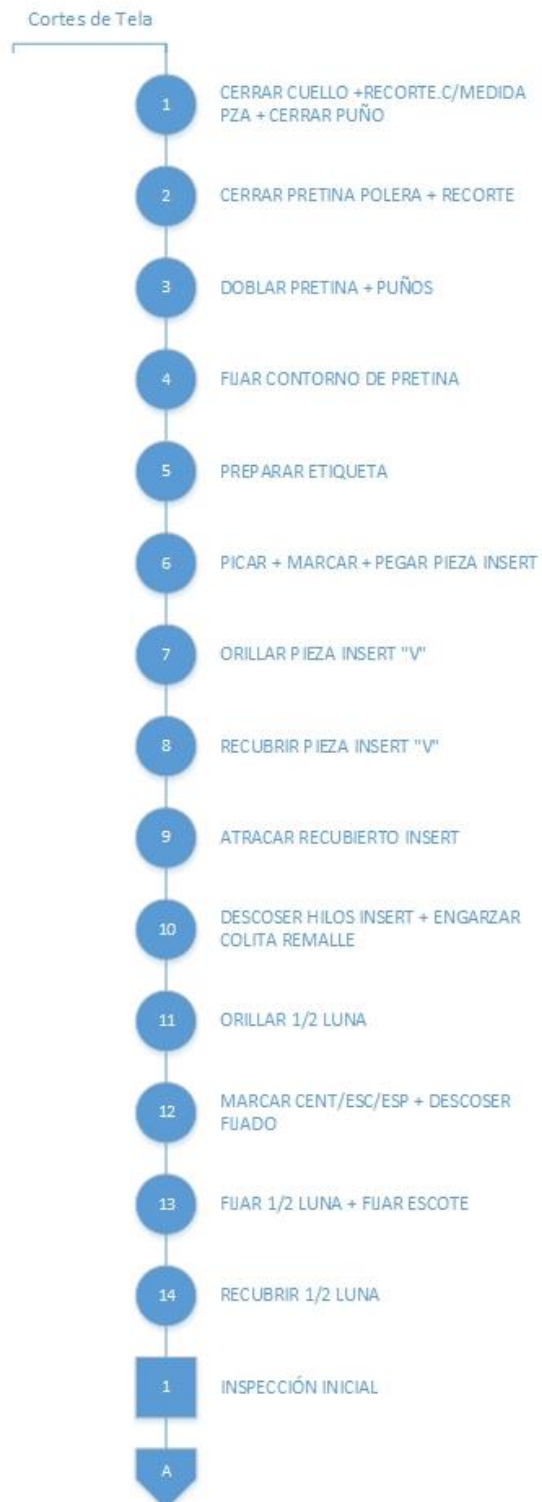 Cortes de Tela
1
CERRAR CUELLO +RECORTE.C/MEDIDA
PZA + CERRAR PUÑO
2
CERRAR PRETINA POLERA + RECORTE
3
DOBLAR PRETINA + PUÑOS
4
FIJAR CONTORNO DE PRETINA
5
PREPARAR ETIQUETA
6
PICAR + MARCAR + PEGAR PIEZA INSERT
7
ORILLAR PIEZA INSERT "V"
8
RECUBRIR PIEZA INSERT "V"
9
ATRACAR RECUBIERTO INSERT
10
DESCOSER HILOS INSERT + ENGARZAR
COLITA REMALLE
11
ORILLAR 1/2 LUNA
12
MARCAR CENT/ESC/ESP + DESCOSER
FIJADO
13
FIJAR 1/2 LUNA + FIJAR ESCOTE
14
RECUBRIR 1/2 LUNA
1
INSPECCIÓN INICIAL
A